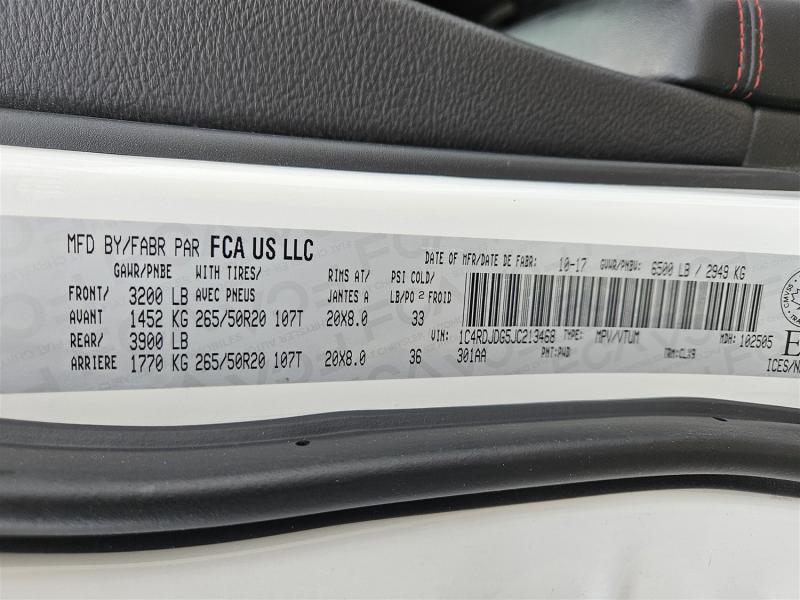 MFD BY/FABR PAR FCA US LLC
DATE OF MFR/DATE DE FABR: 10-17 GVWR/PNBV: 6500 LB / 2949 KG
GAWR/PNBE WITH TIRES/ RIMS AT/ PSI COLD/
FRONT/ 3200 LB AVEC PNEUS JANTES A LB/PO² FROID
AVANT 1452 KG 265/50R20 107T 20X8.0 33
REAR/ 3900 LB
ARRIERE 1770 KG 265/50R20 107T 20X8.0 36
VIN: 1C4RDJDG5JC213468 TYPE: MPV/VTUM MDH: 102505
301AA PNT:PWD TRM:CLX9
ICES/N